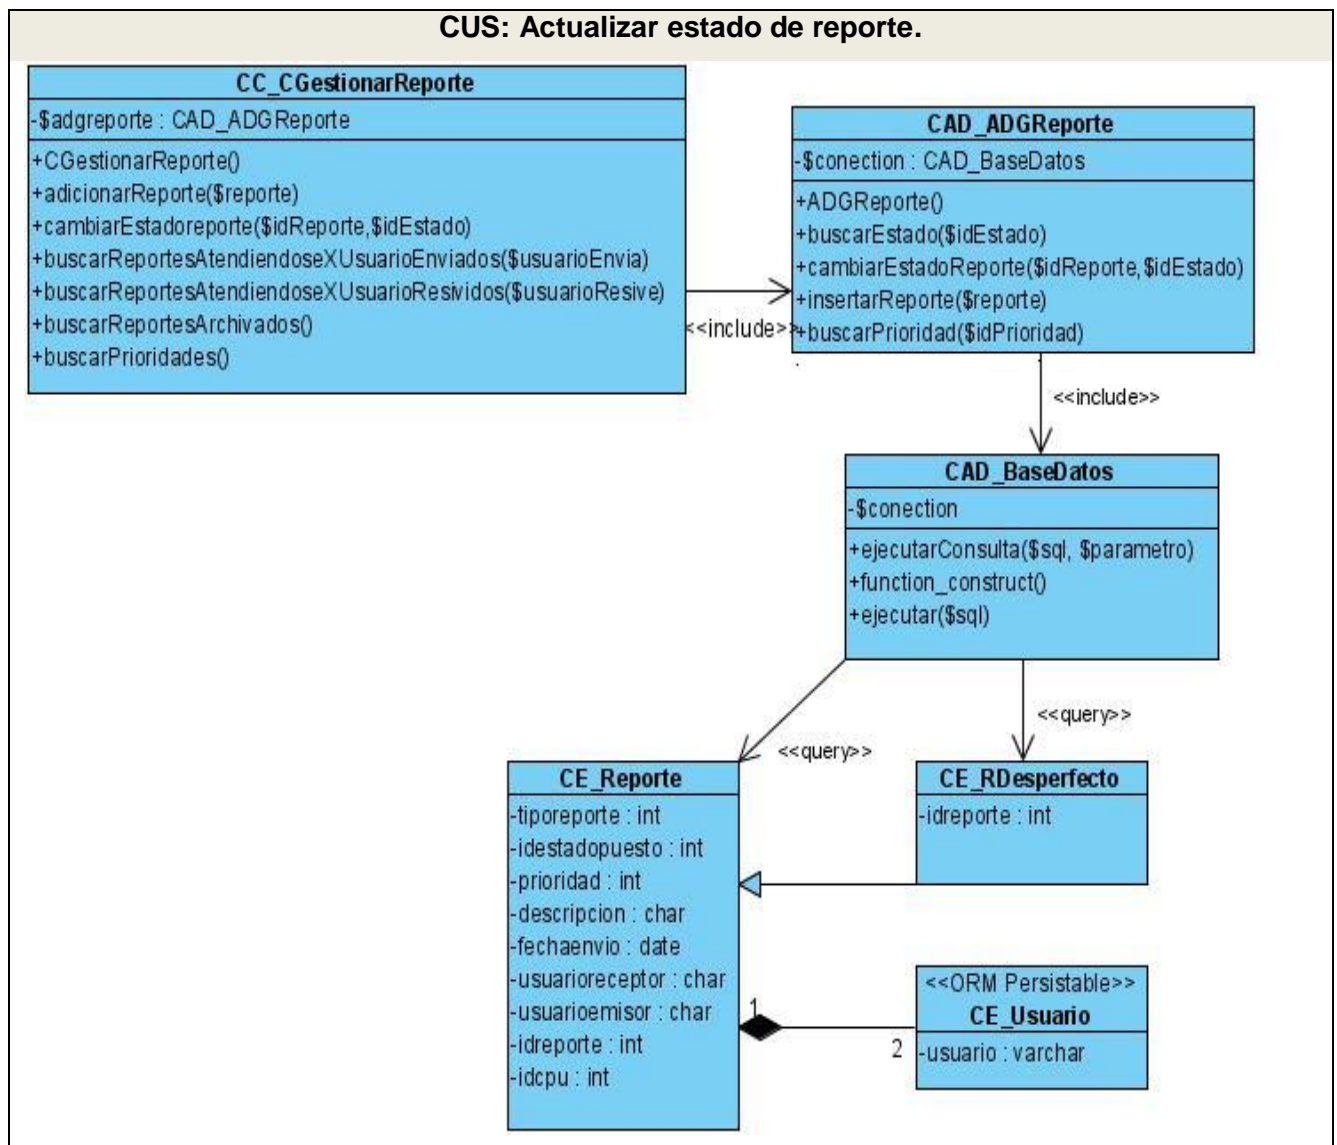 CUS: Actualizar estado de reporte.
CC_CGestionarReporte
-$adgreporte : CAD_ADGReporte
+CGestionarReporte()
+adicionarReporte($reporte)
+cambiarEstadoreporte($idReporte,$idEstado)
+buscarReportesAtendiendoseXUsuarioEnviados($usuarioEnvia)
+buscarReportesAtendiendoseXUsuarioResividos($usuarioResive)
+buscarReportesArchivados()
+buscarPrioridades()
<<include>>
CAD_ADGReporte
-$conection : CAD_BaseDatos
+ADGReporte()
+buscarEstado($idEstado)
+cambiarEstadoReporte($idReporte,$idEstado)
+insertarReporte($reporte)
+buscarPrioridad($idPrioridad)
<<include>>
CAD_BaseDatos
-$conection
+ejecutarConsulta($sql, $parametro)
+function_construct()
+ejecutar($sql)
<<query>>
<<query>>
CE_Reporte
-tiporeporte : int
-idestadopuesto : int
-prioridad : int
-descripcion : char
-fechaenvio : date
-usuarioreceptor : char
-usuarioemisor : char
-idreporte : int
-idcpu : int
CE_RDesperfecto
-idreporte : int
1
2
<<ORM Persistable>>
CE_Usuario
-usuario : varchar